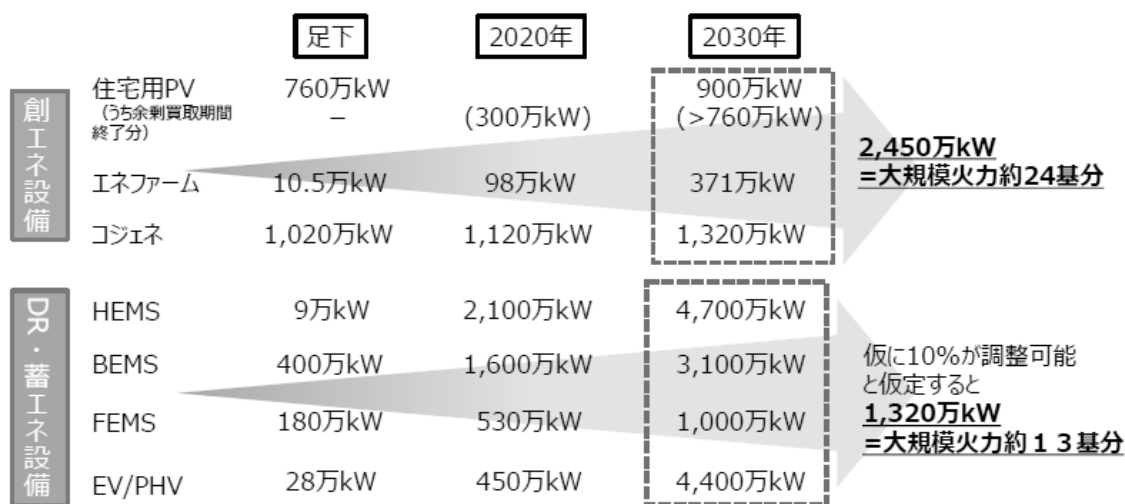 足下 2020年 2030年
創エネ設備
住宅用PV 760万kW 900万kW
(うち余剰買取期間
終了分) － (300万kW) (>760万kW)
エネファーム 10.5万kW 98万kW 371万kW
コジェネ 1,020万kW 1,120万kW 1,320万kW
2,450万kW
=大規模火力約24基分
DR・蓄エネ設備
HEMS 9万kW 2,100万kW 4,700万kW
BEMS 400万kW 1,600万kW 3,100万kW
FEMS 180万kW 530万kW 1,000万kW
EV/PHV 28万kW 450万kW 4,400万kW
仮に10%が調整可能
と仮定すると
1,320万kW
=大規模火力約１３基分